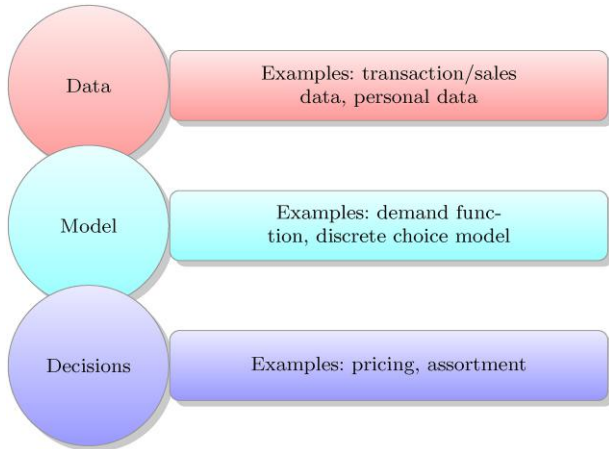 Data
Examples: transaction/sales
data, personal data
Model
Examples: demand func-
tion, discrete choice model
Decisions
Examples: pricing, assortment